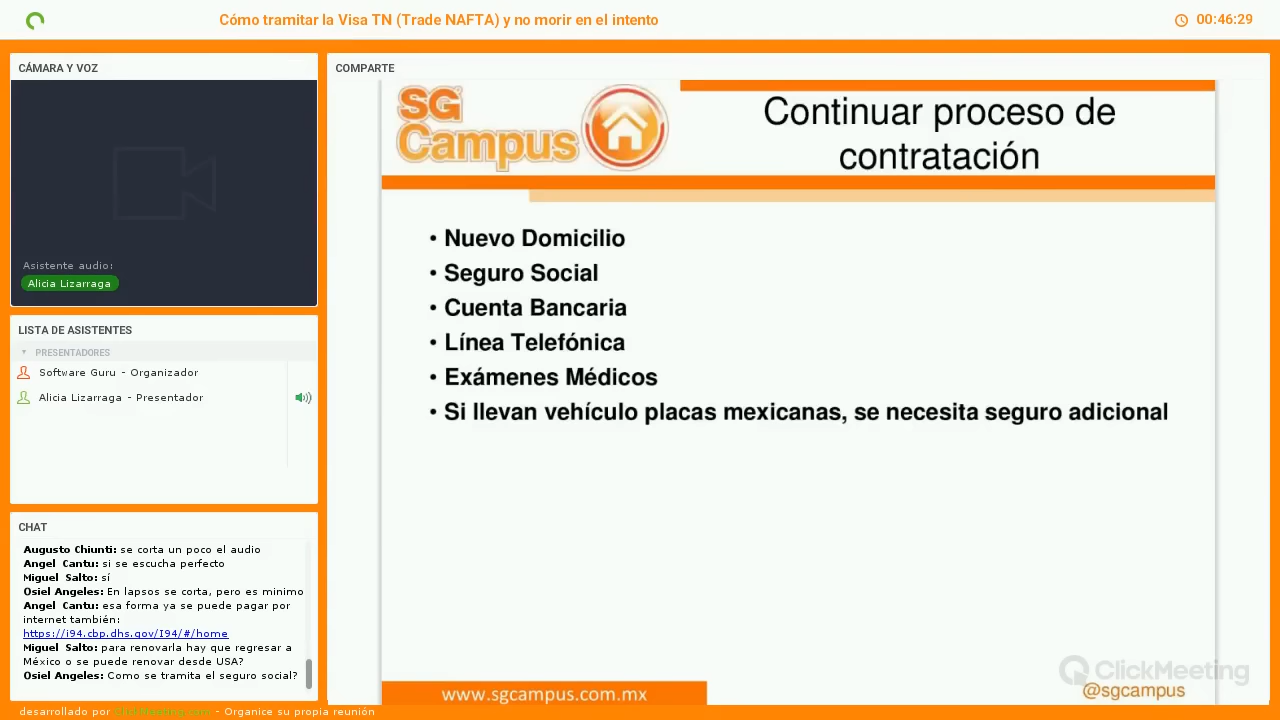 Cómo tramitar la Visa TN (Trade NAFTA) y no morir en el intento
00:46:29
CÁMARA Y VOZ
Asistente audio:
Alicia Lizarraga
LISTA DE ASISTENTES
PRESENTADORES
Software Guru - Organizador
Alicia Lizarraga - Presentador
CHAT
Augusto Chiunti: se corta un poco el audio
Angel Cantu: si se escucha perfecto
Miguel Salto: sí
Osiel Angeles: En lapsos se corta, pero es minimo
Angel Cantu: esa forma ya se puede pagar por
internet también:
https://i94.cbp.dhs.gov/I94/#/home
Miguel Salto: para renovarla hay que regresar a
México o se puede renovar desde USA?
Osiel Angeles: Como se tramita el seguro social?
COMPARTE
SG
Campus
Continuar proceso de
contratación
• Nuevo Domicilio
• Seguro Social
• Cuenta Bancaria
• Línea Telefónica
• Exámenes Médicos
• Si llevan vehículo placas mexicanas, se necesita seguro adicional
www.sgcampus.com.mx
ClickMeeting
@sgcampus
desarrollado por ClickMeeting.com - Organice su propia reunión